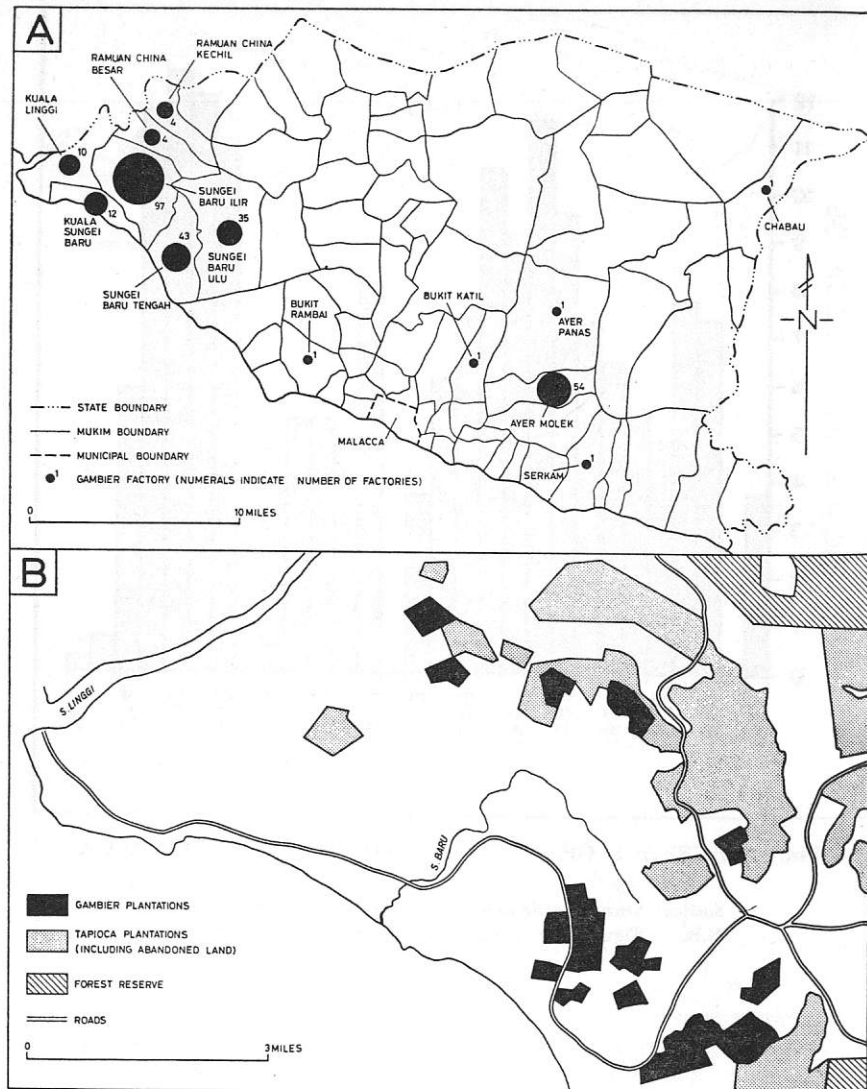 A
RAMUAN CHINA
KECHIL
RAMUAN CHINA
BESAR
KUALA
LINGGI
4
4
10
SUNGEI
BARU ILIR
97
12
KUALA
SUNGEI
BARU
35
43
SUNGEI
BARU
ULU
SUNGEI
BARU TENGAH
1
CHABAU
BUKIT
RAMBAI
1
BUKIT KATIL
1
1
AYER
PANAS
N
54
AYER MOLEK
MALACCA
SERKAM
1
STATE BOUNDARY
MUKIM BOUNDARY
MUNICIPAL BOUNDARY
1 GAMBIER FACTORY (NUMERALS INDICATE NUMBER OF FACTORIES)
0 10 MILES
B
S. LINGGI
S. BARU
GAMBIER PLANTATIONS
TAPIOCA PLANTATIONS
(INCLUDING ABANDONED LAND)
FOREST RESERVE
ROADS
0 3 MILES